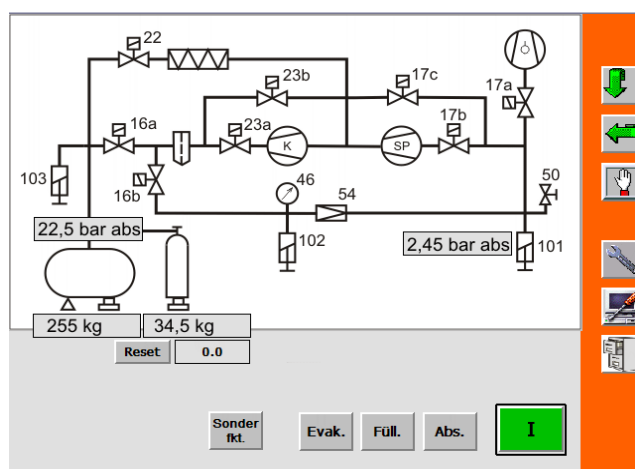 22
23b
17c
17a
16a
23a
17b
K
SP
103
16b
46
54
50
22,5 bar abs
102
2,45 bar abs
101
255 kg
34,5 kg
Reset
0.0
Sonder
fkt.
Evak.
Füll.
Abs.
I